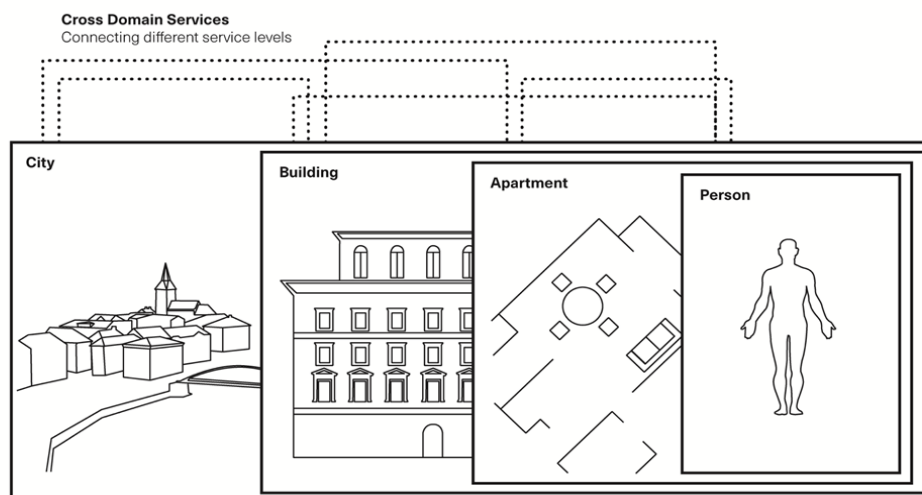 Cross Domain Services
Connecting different service levels
City
Building
Apartment
Person